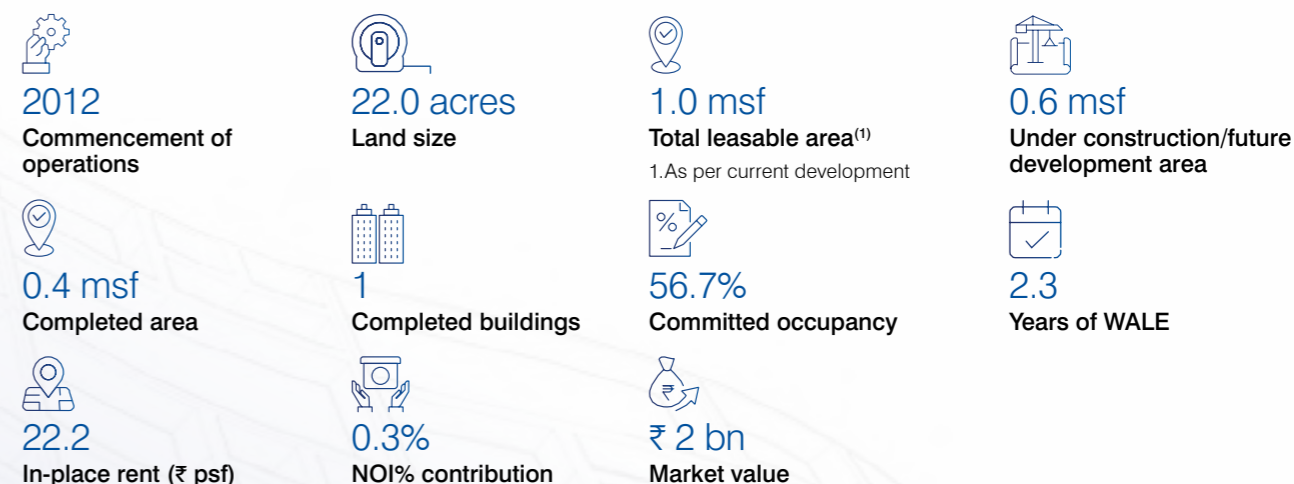 2012
Commencement of
operations
22.0 acres
Land size
1.0 msf
Total leasable area(1)
1.As per current development
0.6 msf
Under construction/future
development area
0.4 msf
Completed area
1
Completed buildings
%
56.7%
Committed occupancy
2.3
Years of WALE
22.2
In-place rent (₹ psf)
0.3%
NOI% contribution
₹
₹ 2 bn
Market value